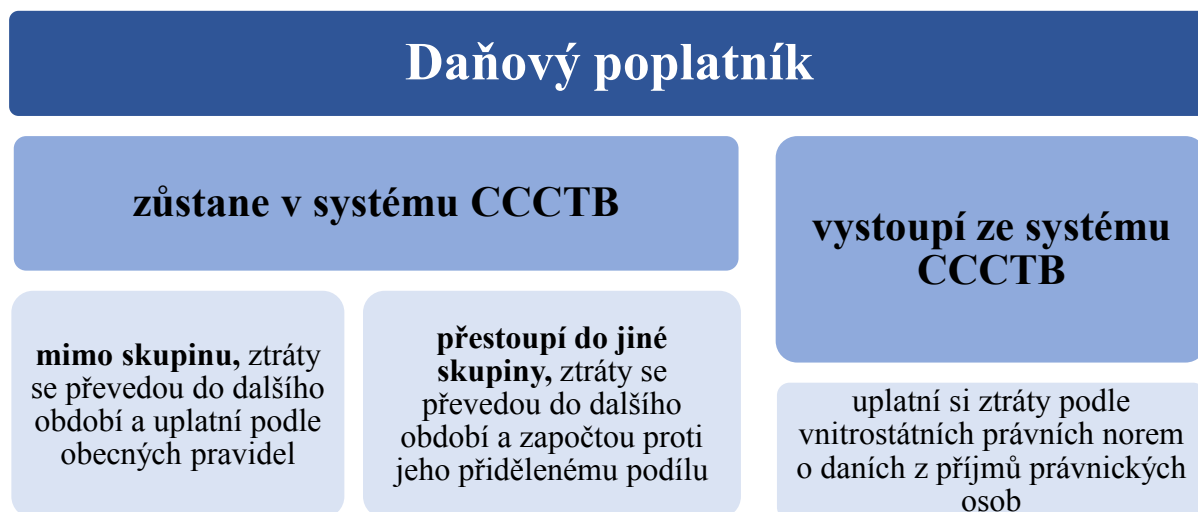 Daňový poplatník
zůstane v systému CCCTB
mimo skupinu, ztráty
se převedou do dalšího
období a uplatní podle
obecných pravidel
přestoupí do jiné
skupiny, ztráty se
převedou do dalšího
období a započtou proti
jeho přidělenému podílu
vystoupí ze systému
CCCTB
uplatní si ztráty podle
vnitrostátních právních norem
o daních z příjmů právnických
osob